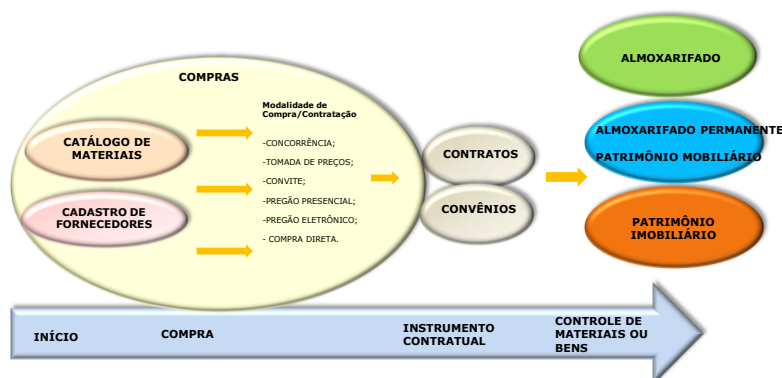 COMPRAS
CATÁLOGO DE
MATERIAIS
CADASTRO DE
FORNECEDORES
Modalidade de
Compra/Contratação
-CONCORRÊNCIA;
-TOMADA DE PREÇOS;
-CONVITE;
-PREGÃO PRESENCIAL;
-PREGÃO ELETRÔNICO;
- COMPRA DIRETA.
CONTRATOS
CONVÊNIOS
ALMOXARIFADO
ALMOXARIFADO PERMANENTE
PATRIMÔNIO MOBILIÁRIO
PATRIMÔNIO
IMOBILIÁRIO
INÍCIO
COMPRA
INSTRUMENTO
CONTRATUAL
CONTROLE DE
MATERIAIS OU
BENS